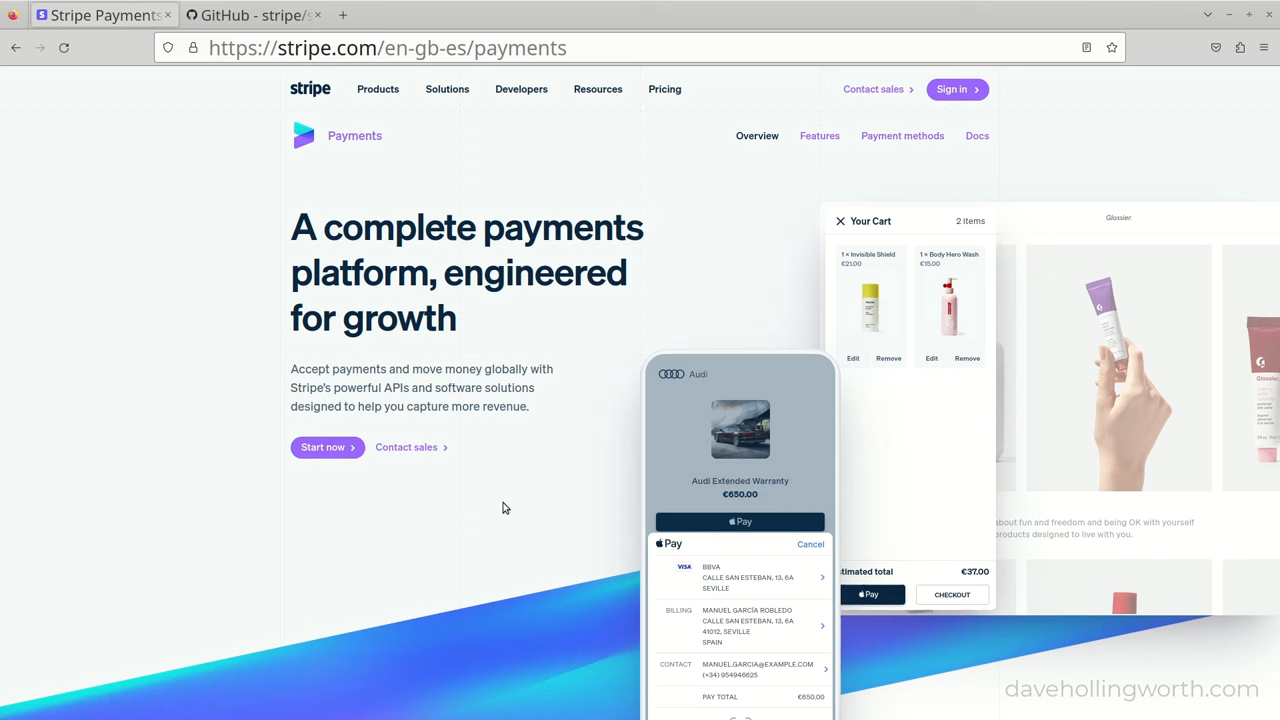 Stripe Payments
GitHub - stripe/s
https://stripe.com/en-gb-es/payments
stripe
Products
Solutions
Developers
Resources
Pricing
Contact sales
Sign in
Payments
Overview
Features
Payment methods
Docs
A complete payments
platform, engineered
for growth
Accept payments and move money globally with
Stripe's powerful APIs and software solutions
designed to help you capture more revenue.
Start now
Contact sales
Your Cart
2 items
1 × Invisible Shield
€21.00
1 × Body Hero Wash
€15.00
Edit
Remove
Edit
Remove
timated total
€37.00
Pay
CHECKOUT
Glossier.
Glossier.
about fun and freedom and being OK with yourself
products designed to live with you.
Audi
Audi Extended Warranty
€650.00
Pay
Pay
Cancel
VISA
BBVA
CALLE SAN ESTEBAN, 13, 6A
SEVILLE
BILLING
MANUEL GARCÍA ROBLEDO
CALLE SAN ESTEBAN, 13, 6A
41012, SEVILLE
SPAIN
CONTACT
MANUEL.GARCIA@EXAMPLE.COM
(+34) 954946625
PAY TOTAL
€650.00
davehollingworth.com